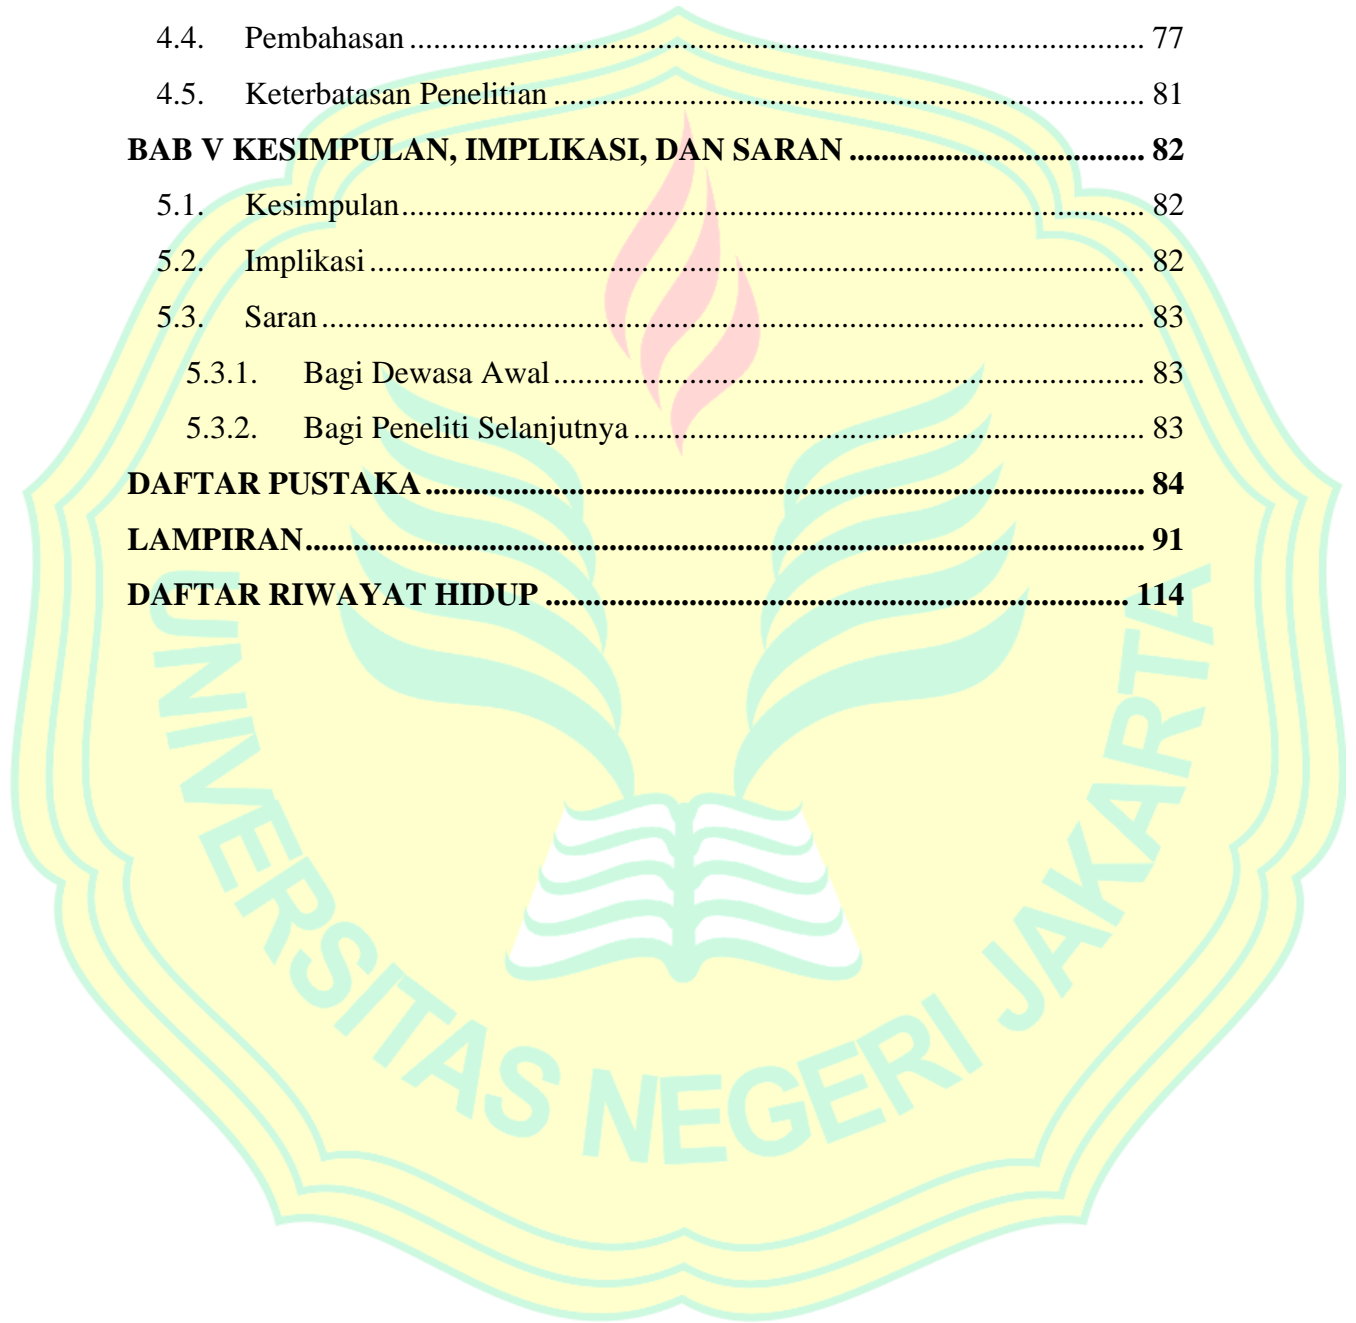 4.4. Pembahasan ........................................................................................... 77
4.5. Keterbatasan Penelitian ......................................................................... 81
BAB V KESIMPULAN, IMPLIKASI, DAN SARAN .................................... 82
5.1. Kesimpulan............................................................................................ 82
5.2. Implikasi ................................................................................................ 82
5.3. Saran ...................................................................................................... 83
5.3.1. Bagi Dewasa Awal ......................................................................... 83
5.3.2. Bagi Peneliti Selanjutnya ............................................................... 83
DAFTAR PUSTAKA ......................................................................................... 84
LAMPIRAN........................................................................................................ 91
DAFTAR RIWAYAT HIDUP ........................................................................ 114
UNIVERSITAS NEGERI JAKARTA